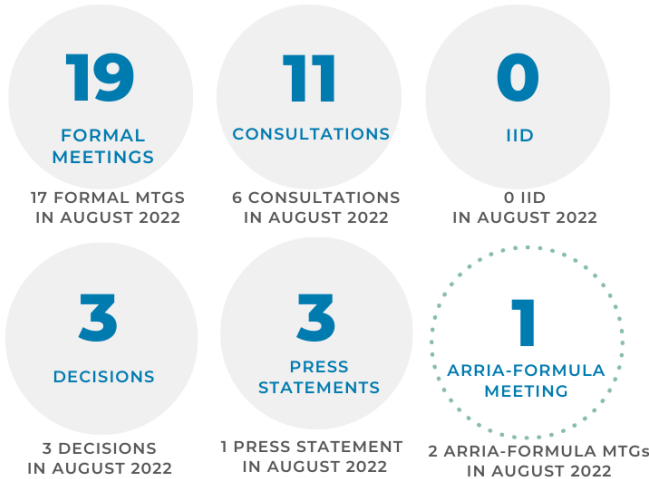 19
FORMAL
MEETINGS
17 FORMAL MTGS
IN AUGUST 2022
11
CONSULTATIONS
6 CONSULTATIONS
IN AUGUST 2022
0
IID
0 IID
IN AUGUST 2022
3
DECISIONS
3 DECISIONS
IN AUGUST 2022
3
PRESS
STATEMENTS
1 PRESS STATEMENT
IN AUGUST 2022
1
ARRIA-FORMULA
MEETING
2 ARRIA-FORMULA MTGs
IN AUGUST 2022